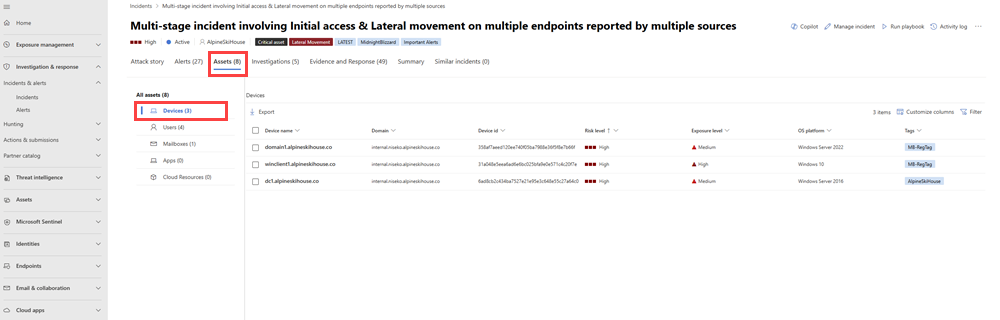 Incidents > Multi-stage incident involving Initial access & Lateral movement on multiple endpoints reported by multiple sources
Multi-stage incident involving Initial access & Lateral movement on multiple endpoints reported by multiple sources
Copilot Manage incident Run playbook Activity log ...
High Active AlpineSkiHouse Critical asset Lateral Movement LATEST MidnightBlizzard Important Alerts
Attack story Alerts (27) Assets (8) Investigations (5) Evidence and Response (49) Summary Similar incidents (0)
Home
Exposure management
Investigation & response
Incidents & alerts
Incidents
Alerts
Hunting
Actions & submissions
Partner catalog
Threat intelligence
Assets
Microsoft Sentinel
Identities
Endpoints
Email & collaboration
Cloud apps
All assets (8)
Devices (3)
Users (4)
Mailboxes (1)
Apps (0)
Cloud Resources (0)
Devices
Export 3 items Customize columns Filter
Device name Domain Device id Risk level ↑ Exposure level OS platform Tags
domain1.alpineskihouse.co internal.niseko.alpineskihouse.co High Medium Windows Server 2022 MB-RegTag
winclient1.alpineskihouse.co internal.niseko.alpineskihouse.co High High Windows 10 MB-RegTag
dc1.alpineskihouse.co internal.niseko.alpineskihouse.co High Medium Windows Server 2016 AlpineSkiHouse